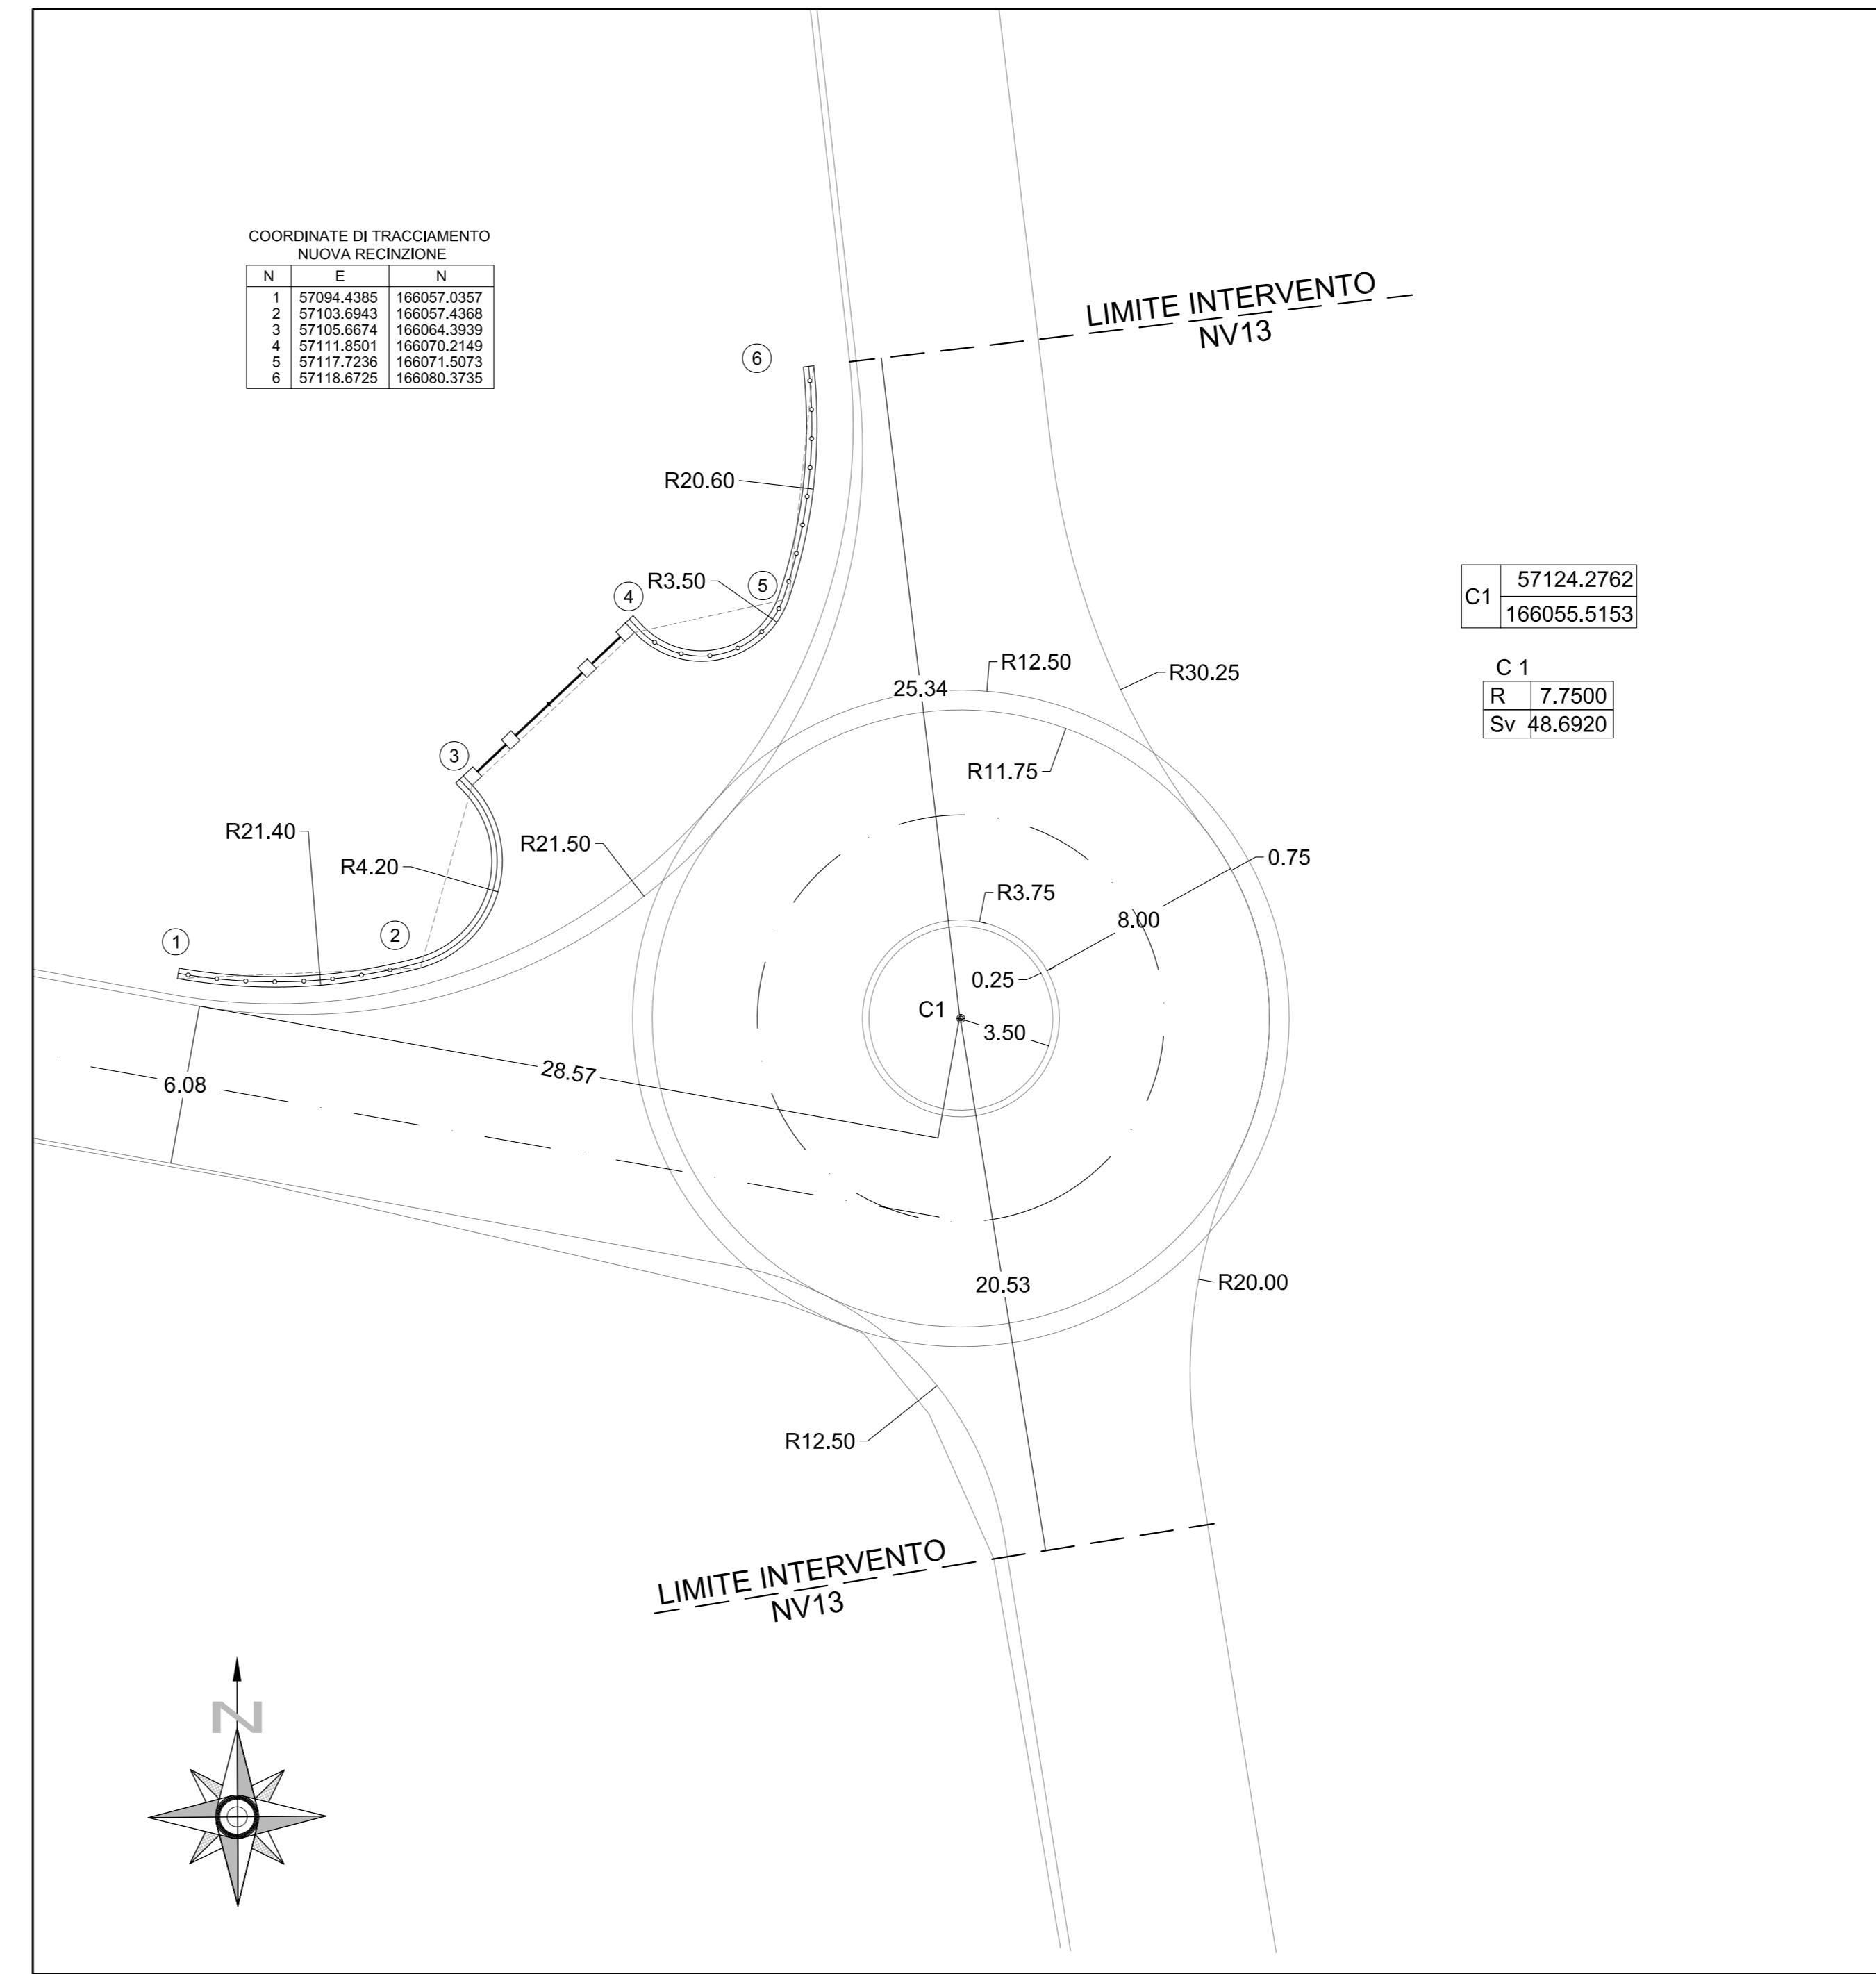 COORDINATE DI TRACCIAMENTO
NUOVA RECINZIONE
N E N
1 57094.4385 166057.0357
2 57103.6943 166057.4368
3 57105.6674 166064.3939
4 57111.8501 166070.2149
5 57117.7236 166071.5073
6 57118.6725 166080.3735
LIMITE INTERVENTO
NV13
6
R20.60
R3.50
5
4
C1 57124.2762
166055.5153
C 1
R 7.7500
Sv 48.6920
R12.50
R30.25
25.34
3
R11.75
R21.40
R21.50
R4.20
0.75
R3.75
8.00
2
1
0.25
C1
3.50
28.57
6.08
20.53
R20.00
R12.50
LIMITE INTERVENTO
NV13
N